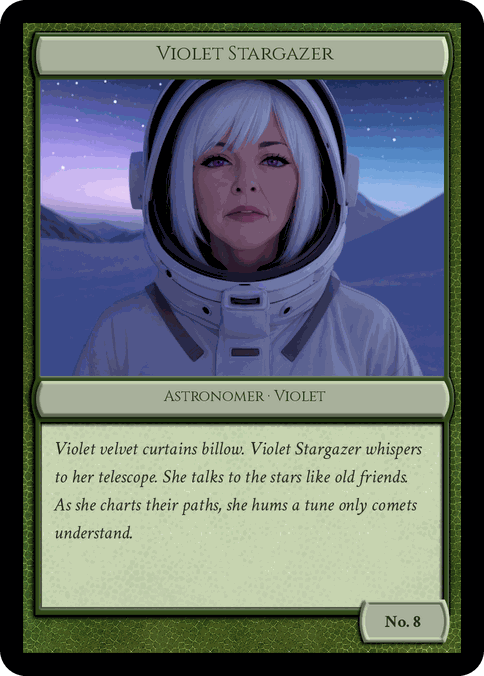 Violet Stargazer
Astronomer · Violet
Violet velvet curtains billow. Violet Stargazer whispers
to her telescope. She talks to the stars like old friends.
As she charts their paths, she hums a tune only comets
understand.
No. 8